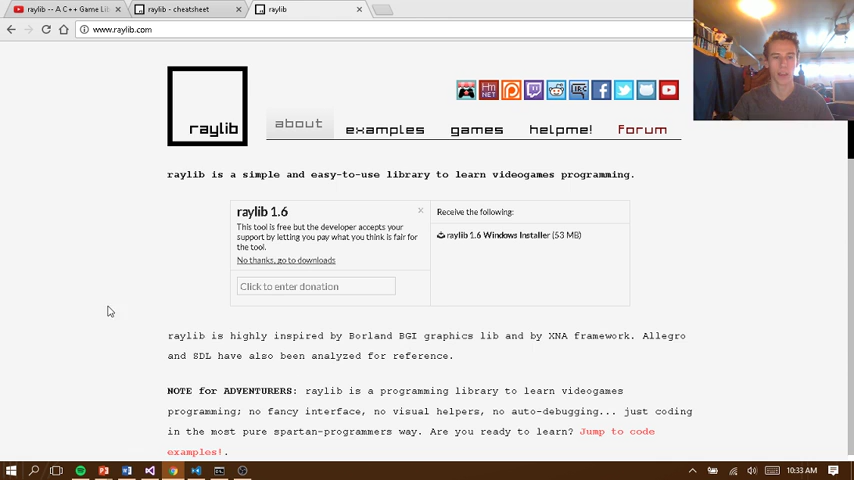 raylib -- A C++ Game Lib
raylib - cheatsheet
raylib
www.raylib.com
raylib
about
examples
games
helpme!
Forum
raylib is a simple and easy-to-use library to learn videogames programming.
raylib 1.6
This tool is free but the developer accepts your
support by letting you pay what you think is fair for
the tool.
No thanks, go to downloads
Click to enter donation
Receive the following:
raylib 1.6 Windows Installer (53 MB)
raylib is highly inspired by Borland BGI graphics lib and by XNA framework. Allegro
and SDL have also been analyzed for reference.
NOTE for ADVENTURERS: raylib is a programming library to learn videogames
programming; no fancy interface, no visual helpers, no auto-debugging... just coding
in the most pure spartan-programmers way. Are you ready to learn? Jump to code
examples!.
10:33 AM